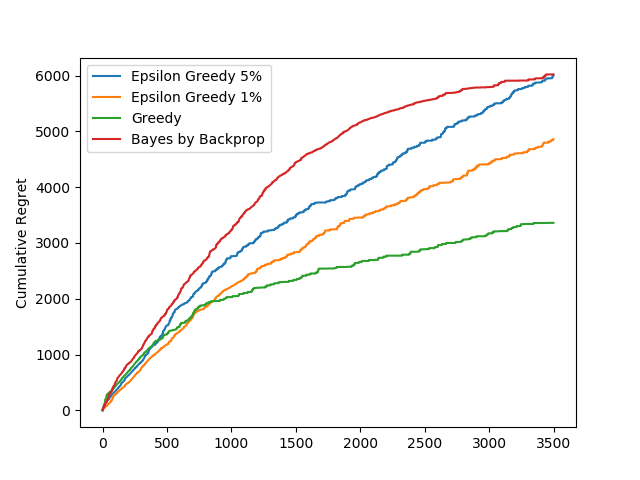 Epsilon Greedy 5%
Epsilon Greedy 1%
Greedy
Bayes by Backprop
Cumulative Regret
6000
5000
4000
3000
2000
1000
0
0 500 1000 1500 2000 2500 3000 3500